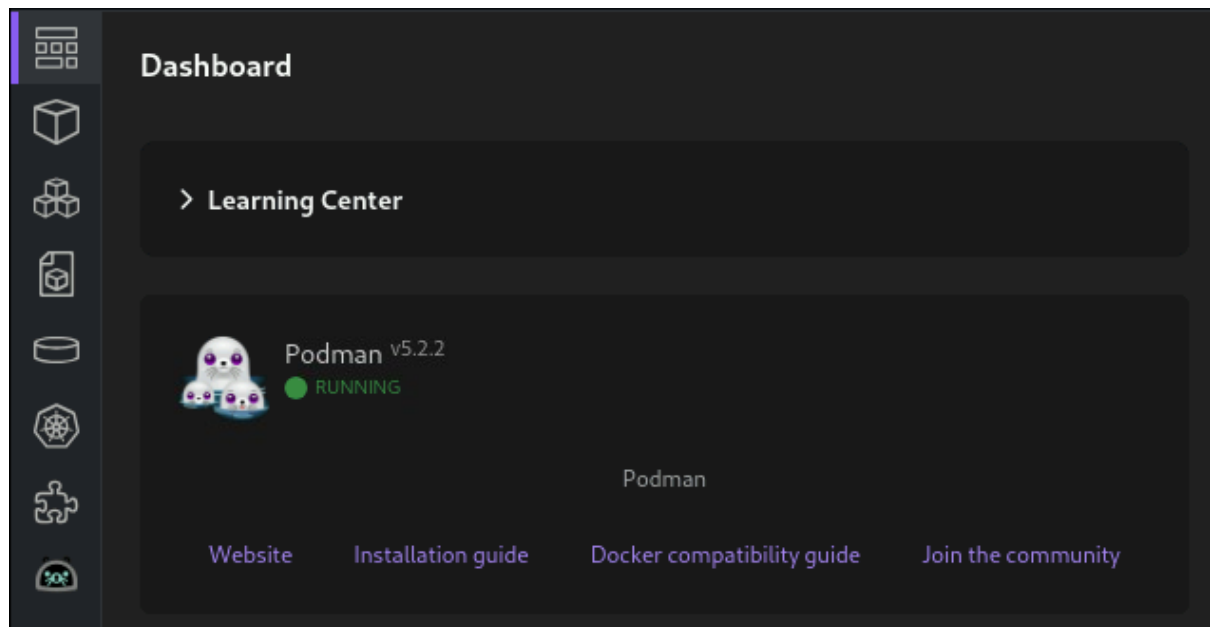 Dashboard
Learning Center
Podman v5.2.2
RUNNING
Podman
Website Installation guide Docker compatibility guide Join the community